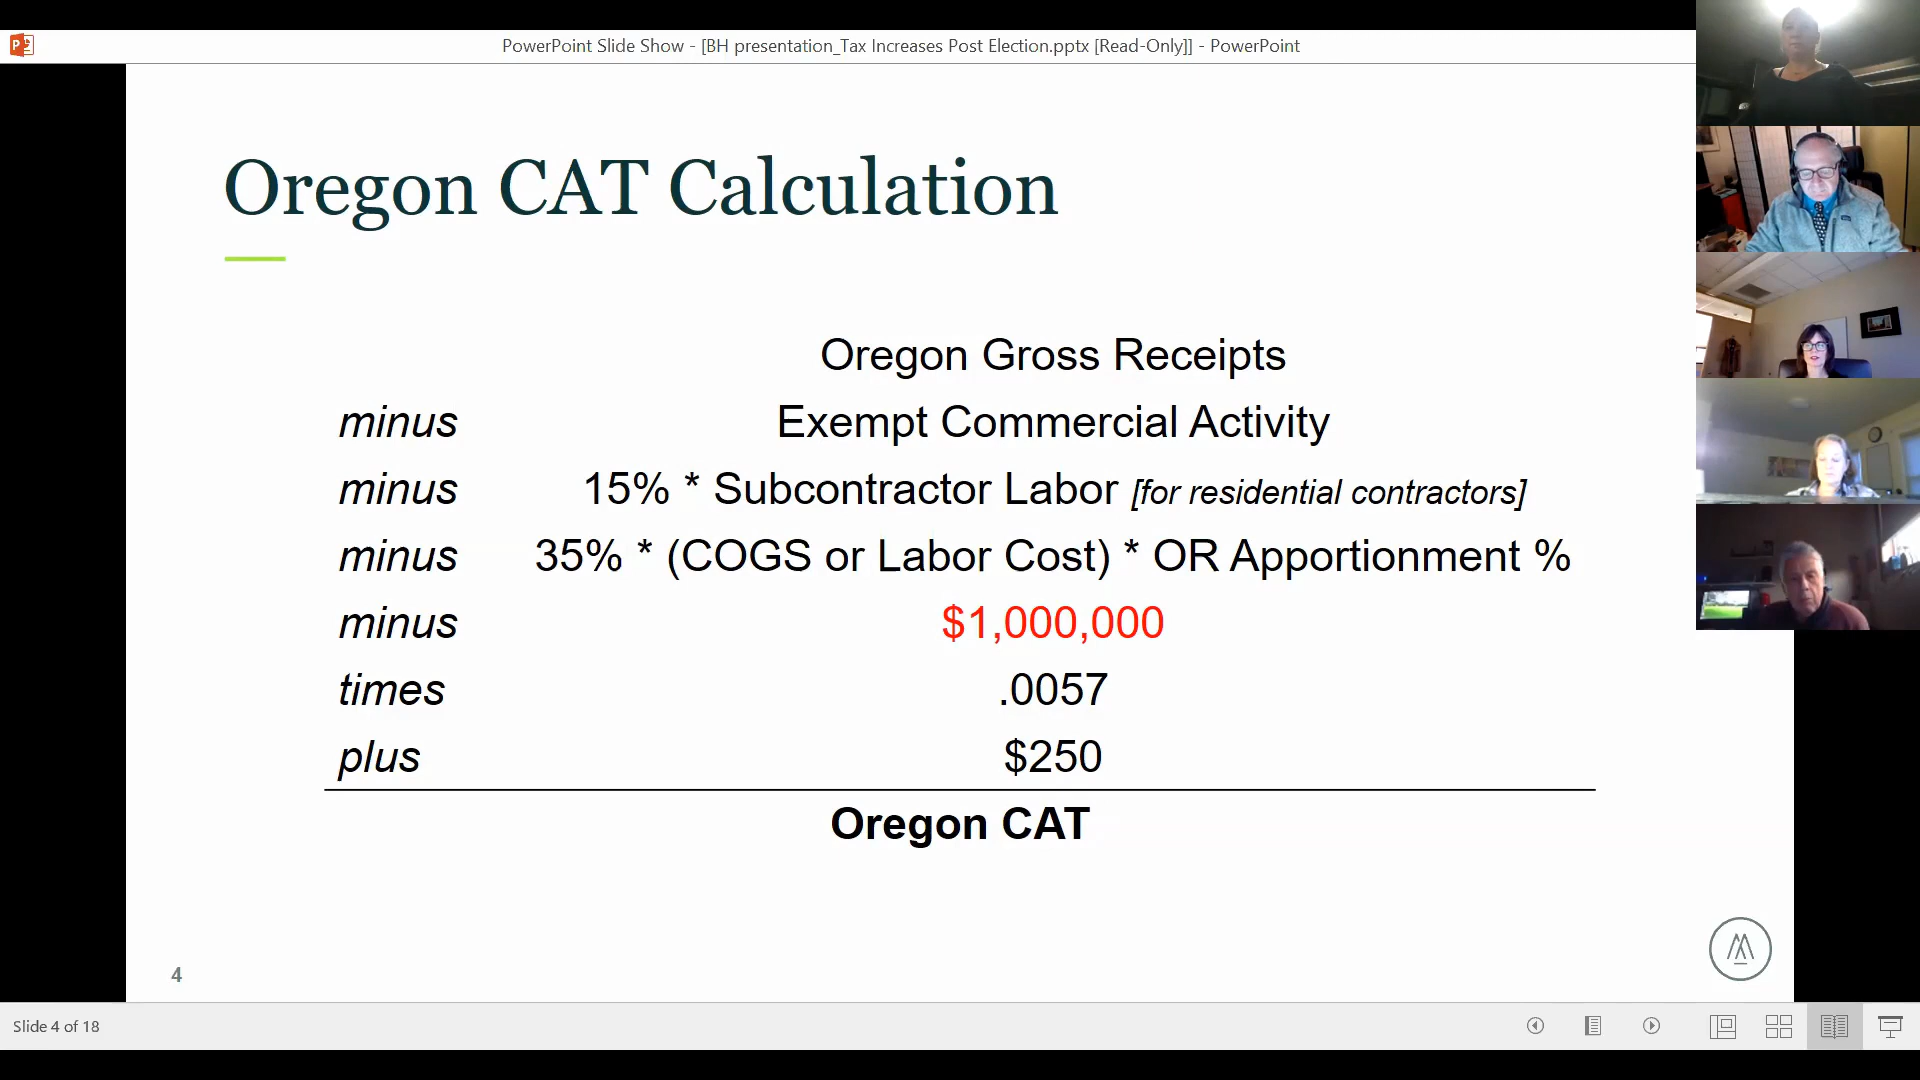 PowerPoint Slide Show - [BH presentation_Tax Increases Post Election.pptx [Read-Only]] - PowerPoint
Oregon CAT Calculation
Oregon Gross Receipts
minus Exempt Commercial Activity
minus 15% * Subcontractor Labor [for residential contractors]
minus 35% * (COGS or Labor Cost) * OR Apportionment %
minus $1,000,000
times .0057
plus $250
Oregon CAT
4
Slide 4 of 18